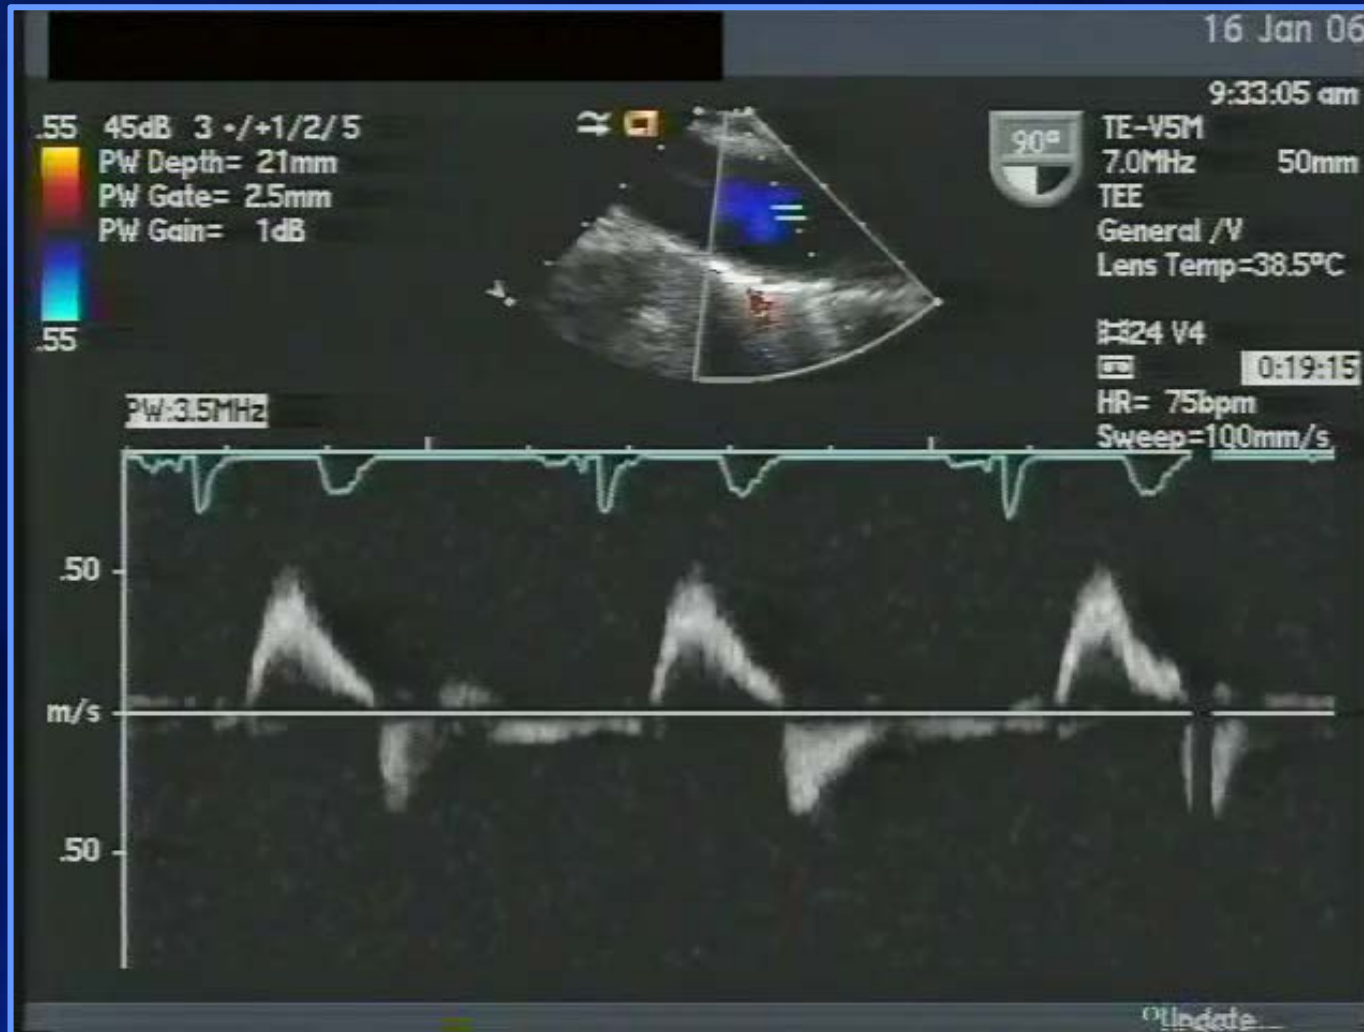 16 Jan 06
9:33:05 am
.55 45dB 3 •/+1/2/5
PW Depth= 21mm
PW Gate= 2.5mm
PW Gain= 1dB
.55
90°
TE-V5M
7.0MHz 50mm
TEE
General /V
Lens Temp=38.5°C
24 V4
0:19:15
HR= 75bpm
Sweep=100mm/s
PW:3.5MHz
.50
m/s
.50
Update